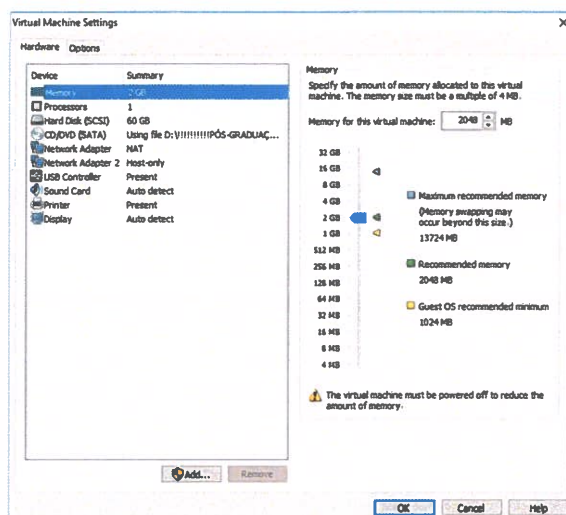 Virtual Machine Settings
Hardware Options
Device Summary
Memory 2 GB
Processors 1
Hard Disk (SCSI) 60 GB
CD/DVD (SATA) Using file D:\!!!!!!!!!PÓS-GRADUAÇ...
Network Adapter NAT
Network Adapter 2 Host-only
USB Controller Present
Sound Card Auto detect
Printer Present
Display Auto detect
Add...
Remove
Memory
Specify the amount of memory allocated to this virtual
machine. The memory size must be a multiple of 4 MB.
Memory for this virtual machine: 2048 MB
32 GB
16 GB
8 GB
4 GB
2 GB
1 GB
512 MB
256 MB
128 MB
64 MB
32 MB
16 MB
8 MB
4 MB
Maximum recommended memory
(Memory swapping may
occur beyond this size.)
13724 MB
Recommended memory
2048 MB
Guest OS recommended minimum
1024 MB
The virtual machine must be powered off to reduce the
amount of memory.
OK Cancel Help